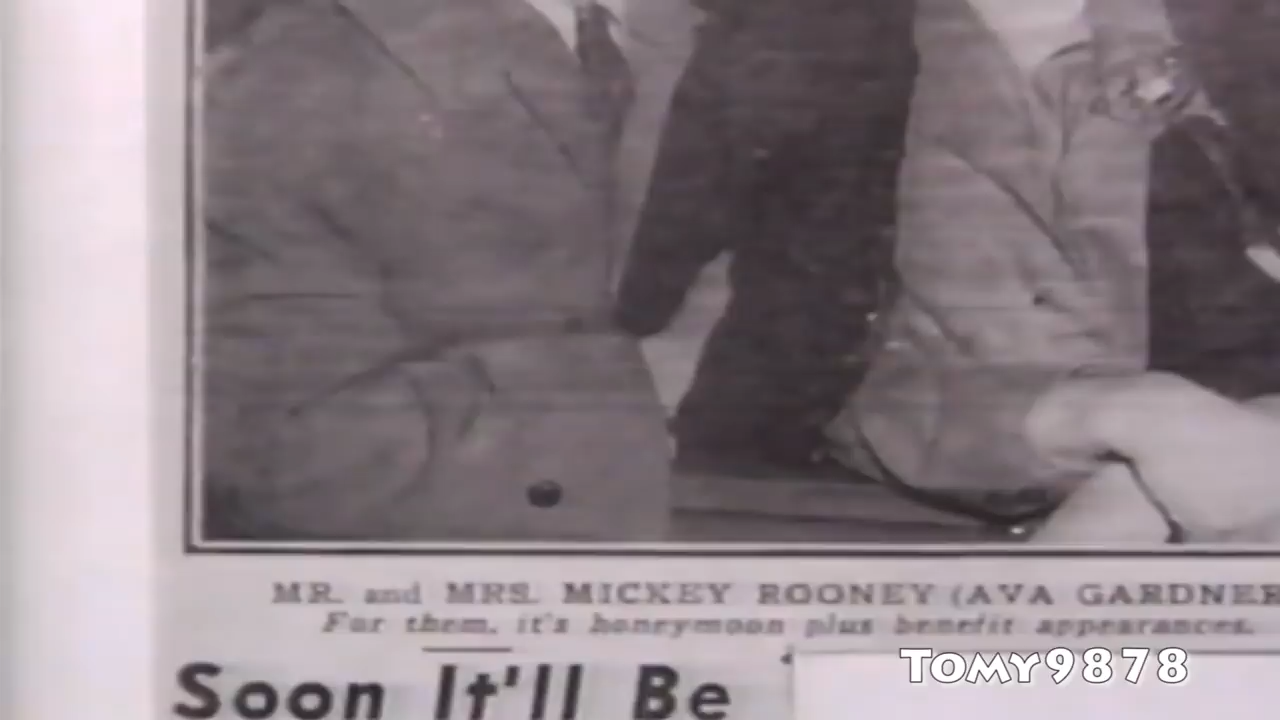 MR. and MRS. MICKEY ROONEY (AVA GARDNER
For them, it's honeymoon plus benefit appearances.
Soon It'll Be
TOMY9878